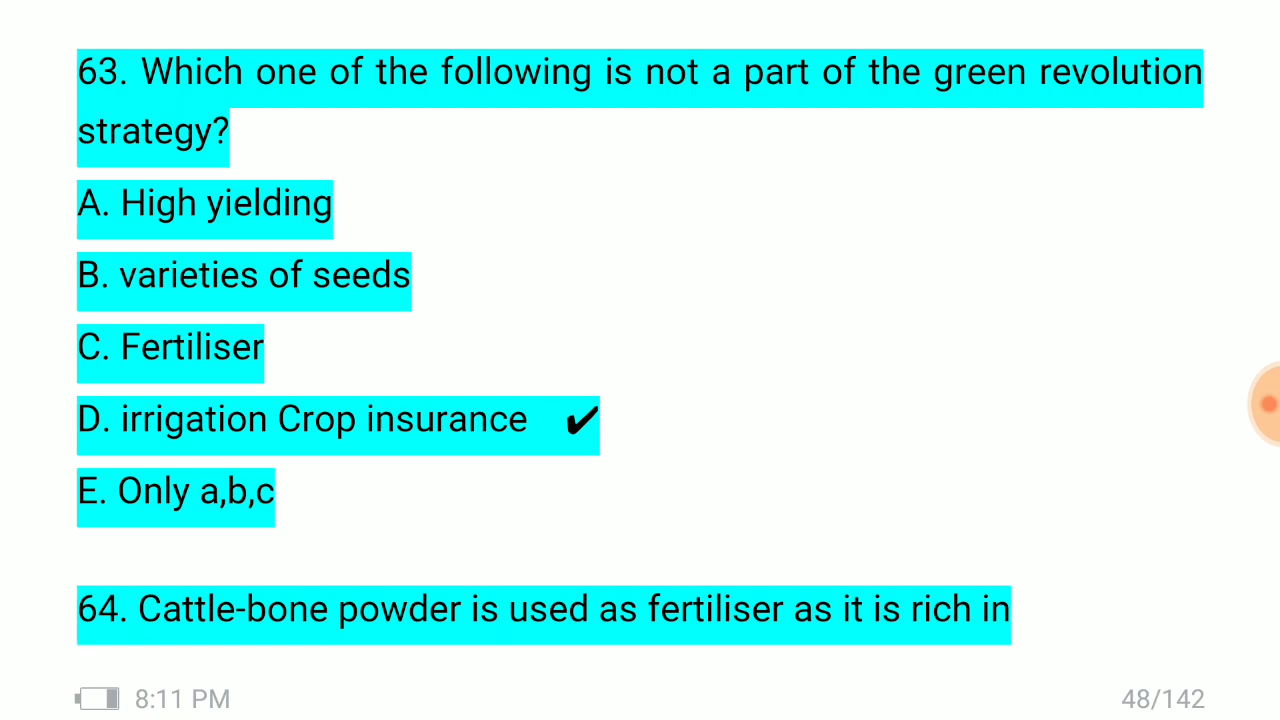 63. Which one of the following is not a part of the green revolution
strategy?
A. High yielding
B. varieties of seeds
C. Fertiliser
D. irrigation Crop insurance ✔
E. Only a,b,c
64. Cattle-bone powder is used as fertiliser as it is rich in
8:11 PM
48/142